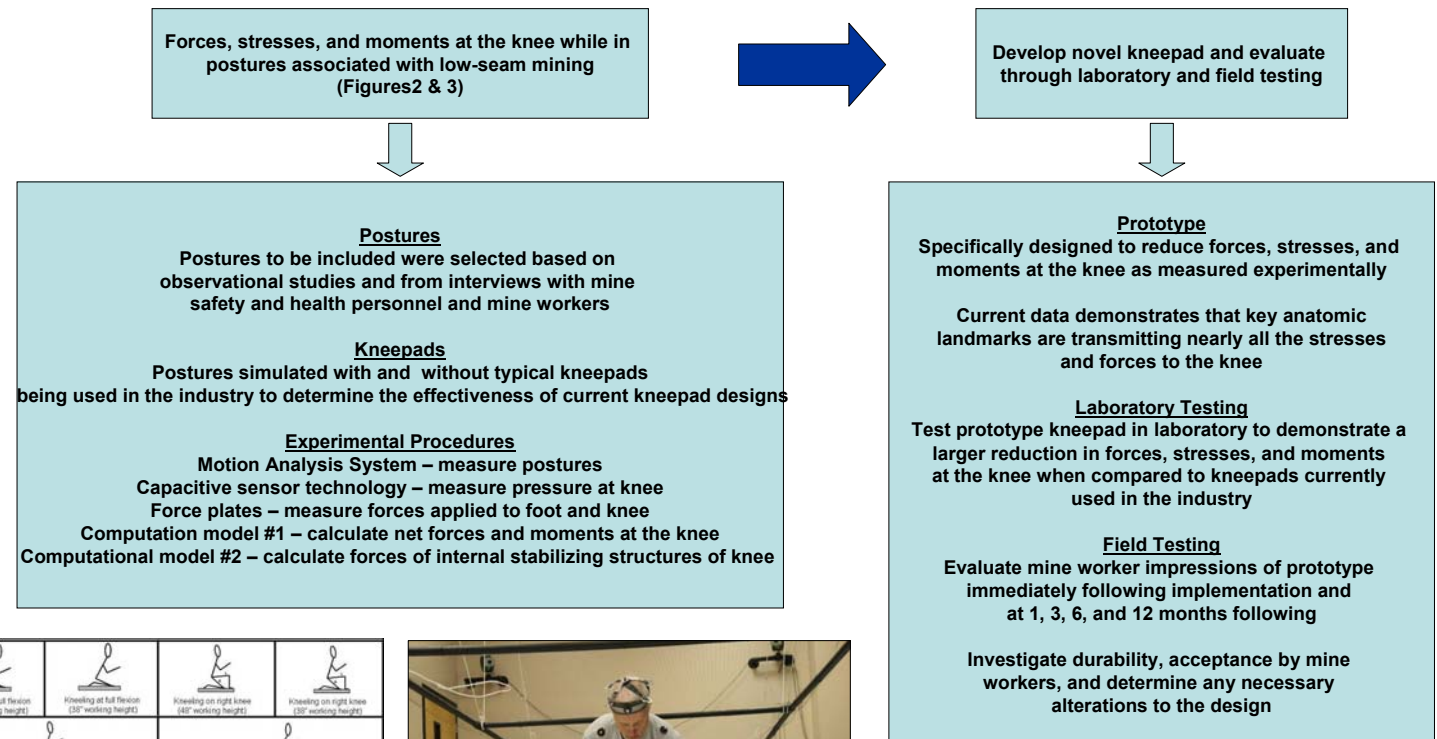 Forces, stresses, and moments at the knee while in
postures associated with low-seam mining
(Figures2 & 3)
Develop novel kneepad and evaluate
through laboratory and field testing
Postures
Postures to be included were selected based on
observational studies and from interviews with mine
safety and health personnel and mine workers
Kneepads
Postures simulated with and without typical kneepads
being used in the industry to determine the effectiveness of current kneepad designs
Experimental Procedures
Motion Analysis System – measure postures
Capacitive sensor technology – measure pressure at knee
Force plates – measure forces applied to foot and knee
Computation model #1 – calculate net forces and moments at the knee
Computational model #2 – calculate forces of internal stabilizing structures of knee
Prototype
Specifically designed to reduce forces, stresses, and
moments at the knee as measured experimentally
Current data demonstrates that key anatomic
landmarks are transmitting nearly all the stresses
and forces to the knee
Laboratory Testing
Test prototype kneepad in laboratory to demonstrate a
larger reduction in forces, stresses, and moments
at the knee when compared to kneepads currently
used in the industry
Field Testing
Evaluate mine worker impressions of prototype
immediately following implementation and
at 1, 3, 6, and 12 months following
Investigate durability, acceptance by mine
workers, and determine any necessary
alterations to the design
full flexion
height)
Kneeling at full flexion
(38" working height)
Kneeling on right knee
(48" working height)
Kneeling on right knee
(38" working height)